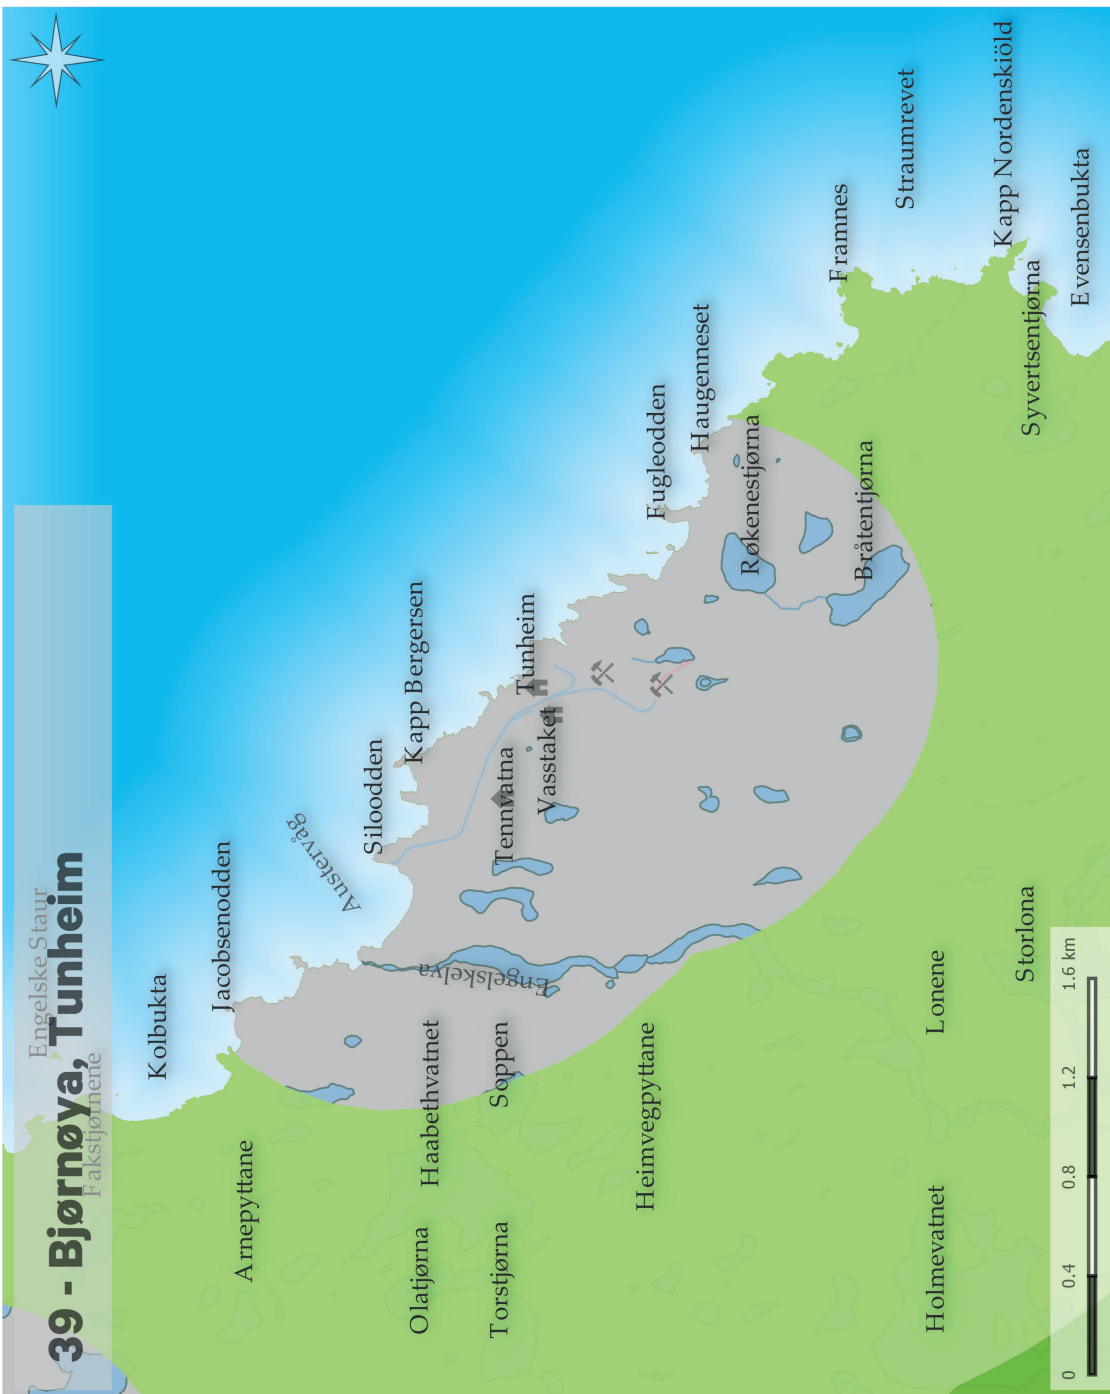 39 - Bjørnøya, Tunheim
Engelske Staur
Fakstjørnene
Kolbukta
Jacobsenodden
Arnepyttane
Austervåg
Siloodden
Kapp Bergersen
Olatjørna
Haabethvatnet
Engelskelva
Torstjørna
Soppen
Tennvatna
Tunheim
Vasstaket
Heimvegpyttane
Fugleodden
Haugenneset
Røkenestjørna
Framnes
Bråtentjørna
Straumrevet
Holmevatnet
Lonene
Storlona
Kapp Nordenskiöld
Syvertsentjørna
Evensenbukta
0 0.4 0.8 1.2 1.6 km